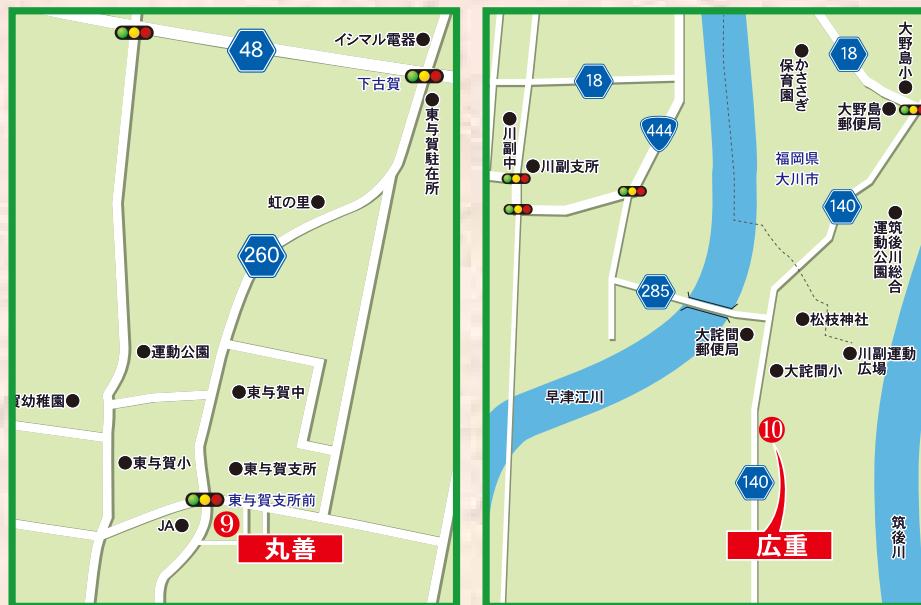 48
イシマル電器
下古賀
東与賀駐在所
虹の里
260
運動公園
東与賀中
賀幼稚園
東与賀小
東与賀支所
東与賀支所前
JA
9
丸善
18
大野島小
かささぎ
保育園
18
大野島
郵便局
444
川副中
川副支所
福岡県
大川市
140
筑後川総合
運動公園
285
大詫間
郵便局
松枝神社
川副運動
広場
大詫間小
早津江川
10
140
広重
筑後川